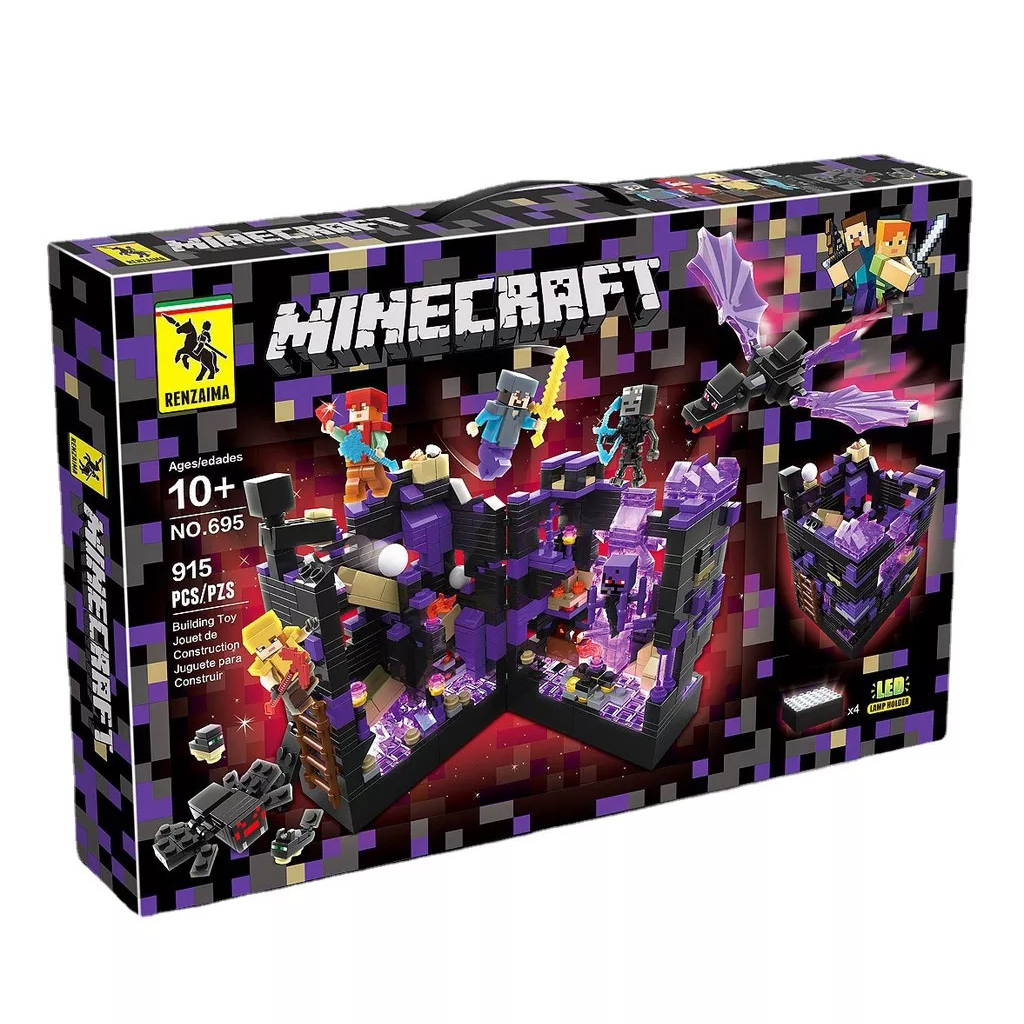 RENZAIMA
MINECRAFT
MINECRAFT
RENZAIMA
Ages/edades
10+
NO.695
915
PCS/PZS
Building Toy
Jouet de
Construction
Juguete para
Construir
RENZAIMA
MINECRAFT
x4
LED
LAMP HOLDER